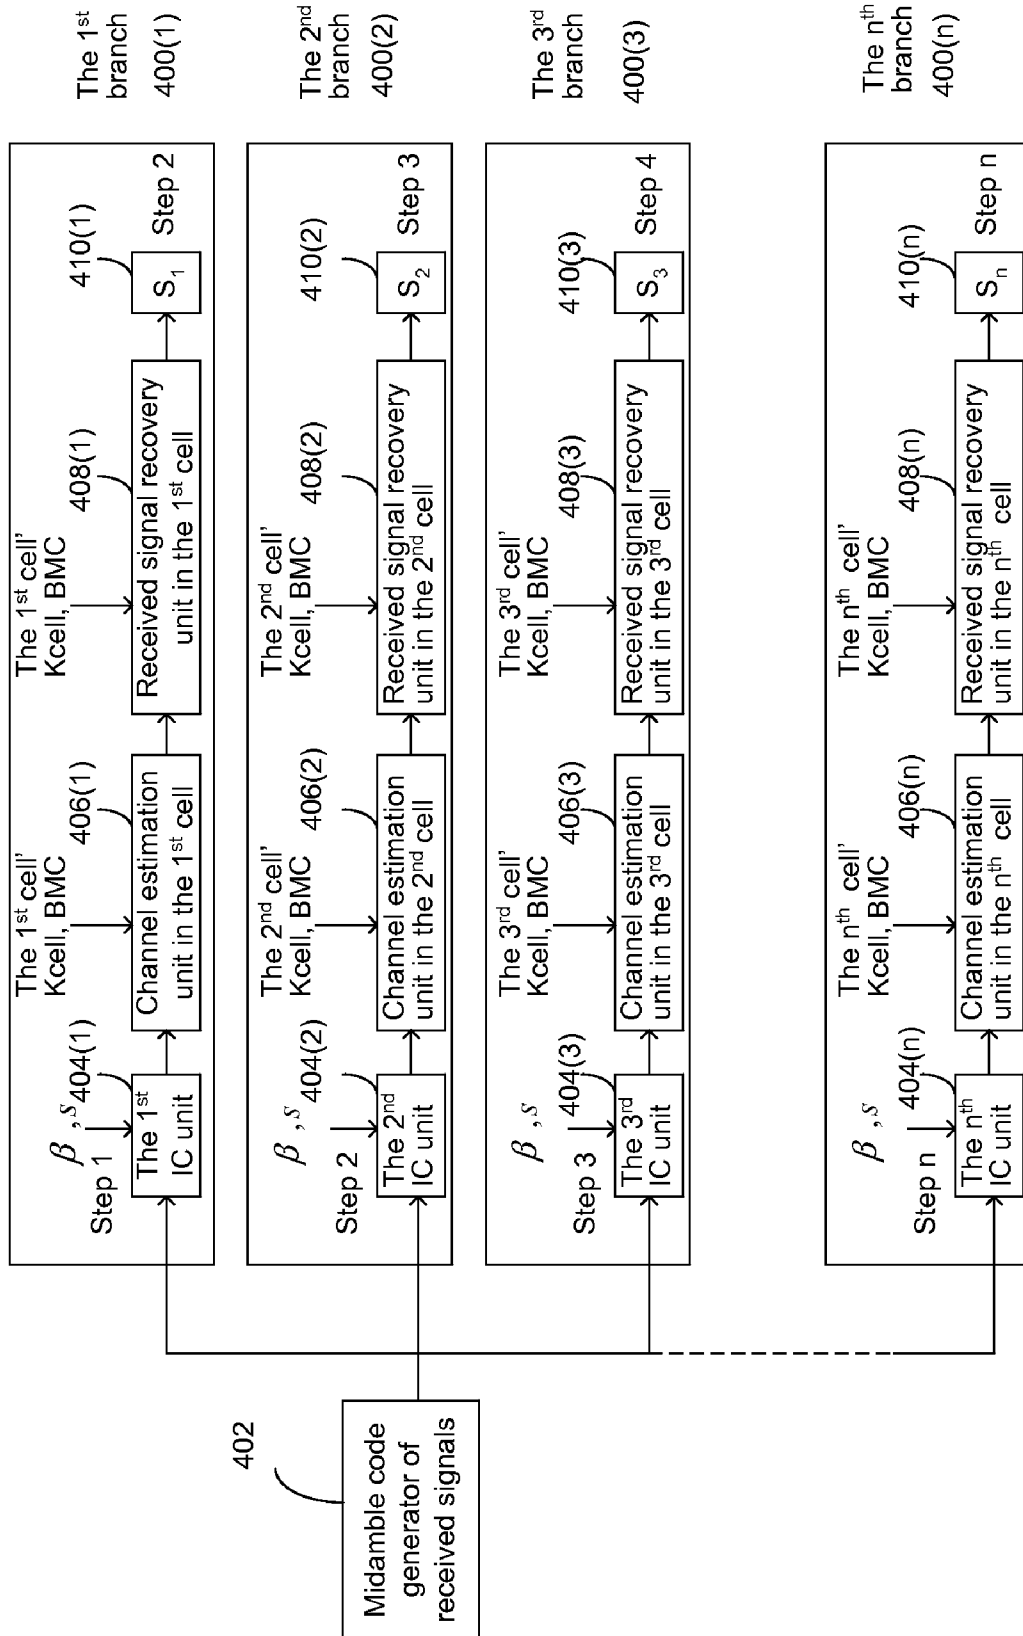 402
Midamble code
generator of
received signals
β , s
Step 1
404(1)
The 1st
IC unit
The 1st cell'
Kcell, BMC
406(1)
Channel estimation
unit in the 1st cell
The 1st cell'
Kcell, BMC
408(1)
Received signal recovery
unit in the 1st cell
410(1)
S1
Step 2
The 1st
branch
400(1)
β , s
Step 2
404(2)
The 2nd
IC unit
The 2nd cell'
Kcell, BMC
406(2)
Channel estimation
unit in the 2nd cell
The 2nd cell'
Kcell, BMC
408(2)
Received signal recovery
unit in the 2nd cell
410(2)
S2
Step 3
The 2nd
branch
400(2)
β , s
Step 3
404(3)
The 3rd
IC unit
The 3rd cell'
Kcell, BMC
406(3)
Channel estimation
unit in the 3rd cell
The 3rd cell'
Kcell, BMC
408(3)
Received signal recovery
unit in the 3rd cell
410(3)
S3
Step 4
The 3rd
branch
400(3)
β , s
Step n
404(n)
The nth
IC unit
The nth cell'
Kcell, BMC
406(n)
Channel estimation
unit in the nth cell
The nth cell'
Kcell, BMC
408(n)
Received signal recovery
unit in the nth cell
410(n)
Sn
Step n
The nth
branch
400(n)